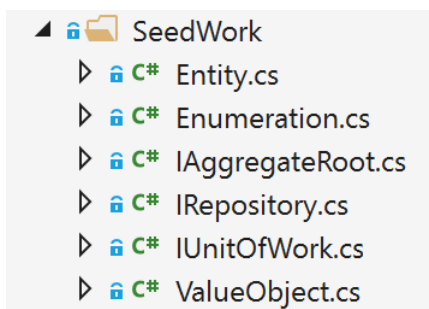 SeedWork
C# Entity.cs
C# Enumeration.cs
C# IAggregateRoot.cs
C# IRepository.cs
C# IUnitOfWork.cs
C# ValueObject.cs